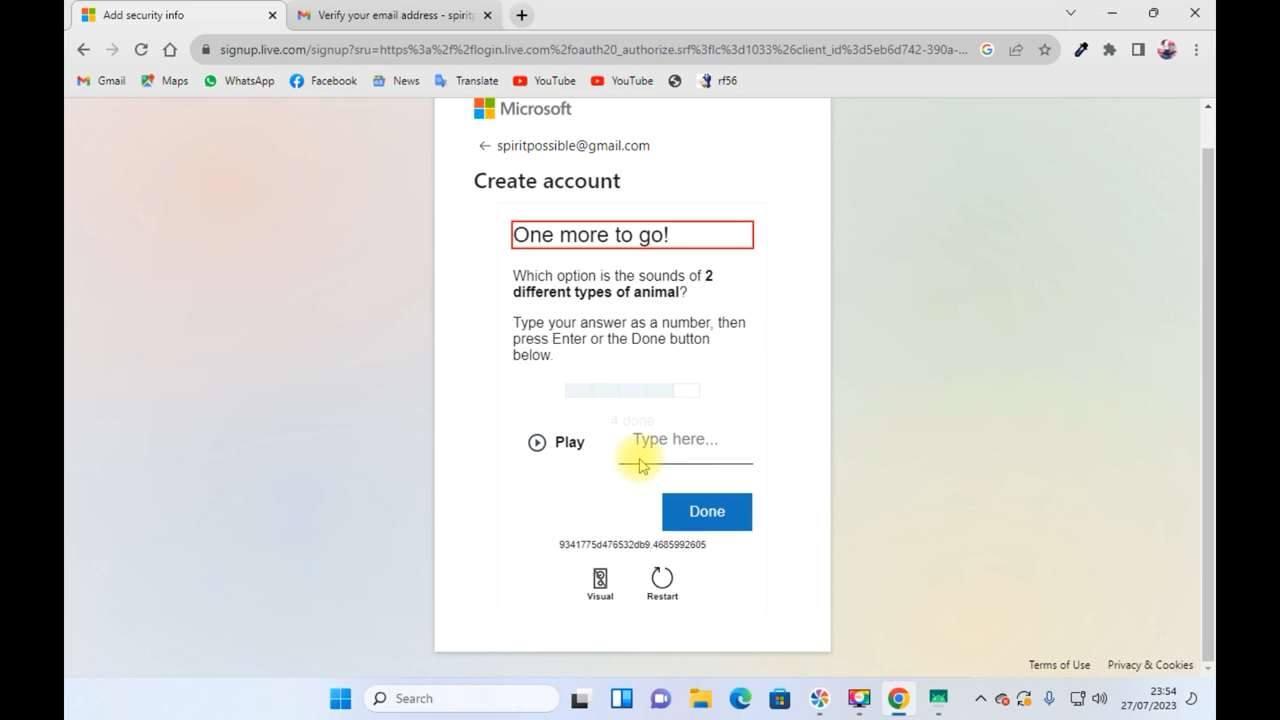 Add security info
Verify your email address - spirit
signup.live.com/signup?sru=https%3a%2f%2flogin.live.com%2foauth20_authorize.srf%3flc%3d1033%26client_id%3d5eb6d742-390a-...
Gmail Maps WhatsApp Facebook News Translate YouTube YouTube rf56
Microsoft
spiritpossible@gmail.com
Create account
One more to go!
Which option is the sounds of 2
different types of animal?
Type your answer as a number, then
press Enter or the Done button
below.
4 done
Play
Type here...
Done
9341775d476532db9.4685992605
Visual Restart
Terms of Use Privacy & Cookies
Search
23:54
27/07/2023